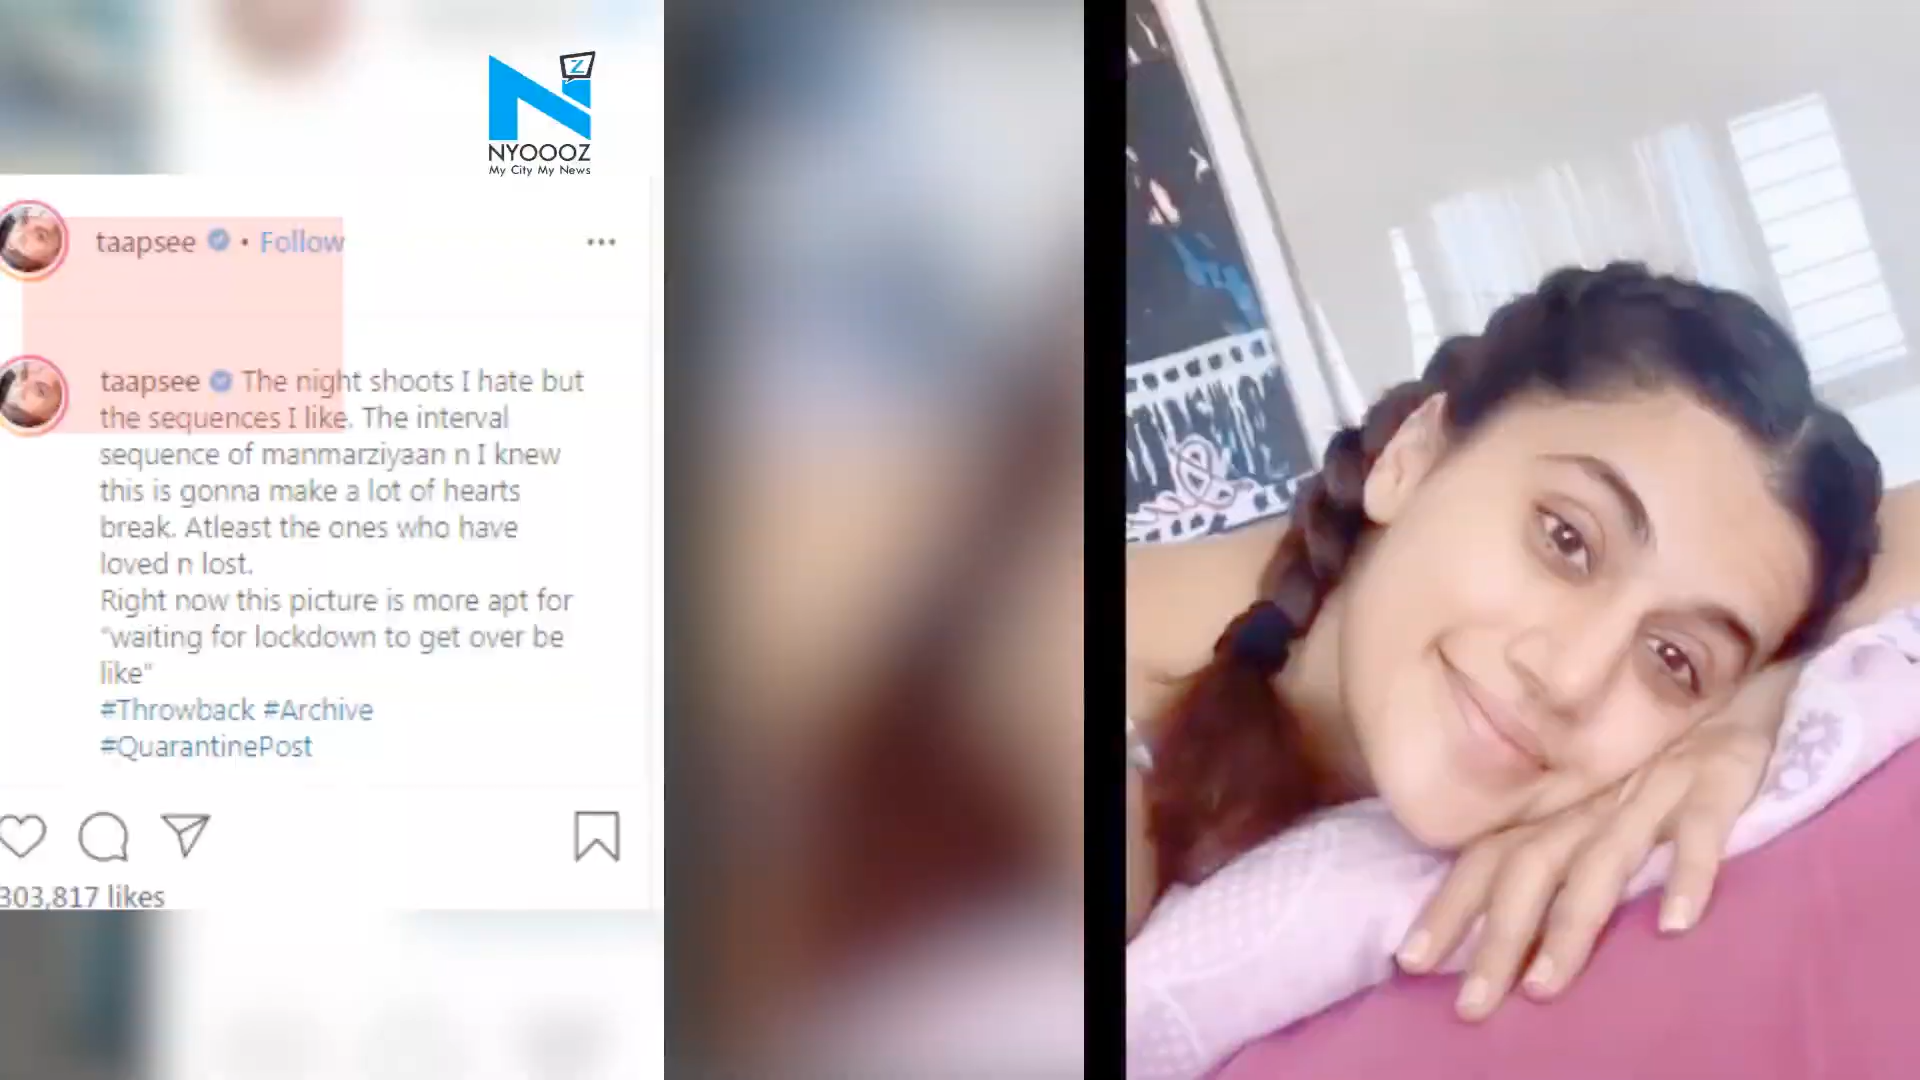 Z
NYOOOZ
My City My News
taapsee • Follow
taapsee The night shoots I hate but
the sequences I like. The interval
sequence of manmarziyaan n I knew
this is gonna make a lot of hearts
break. Atleast the ones who have
loved n lost.
Right now this picture is more apt for
"waiting for lockdown to get over be
like"
#Throwback #Archive
#QuarantinePost
303,817 likes